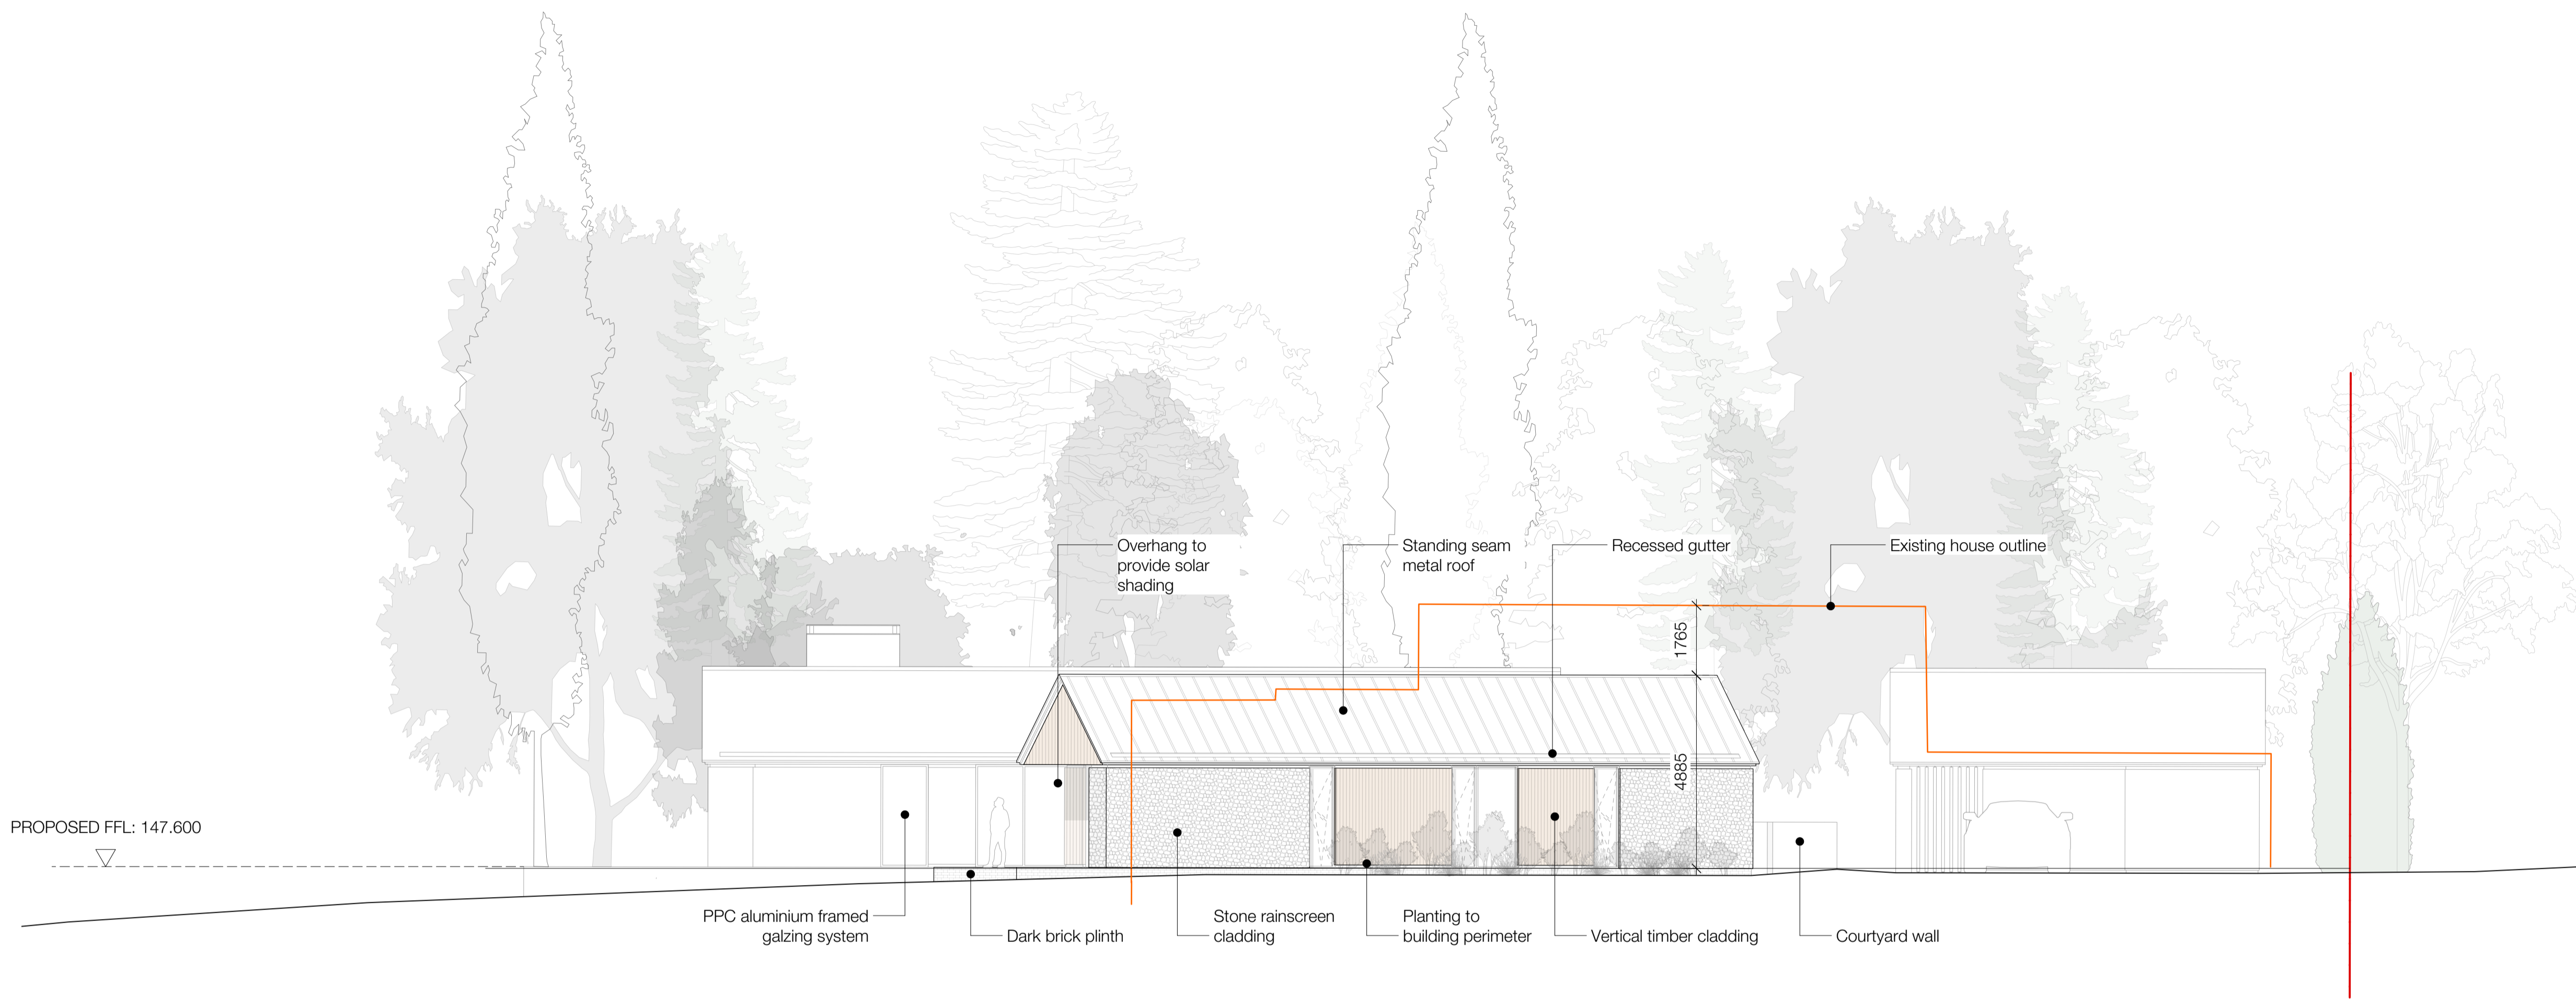 Overhang to
provide solar
shading
Standing seam
metal roof
Recessed gutter
Existing house outline
1765
4885
PROPOSED FFL: 147.600
PPC aluminium framed
galzing system
Dark brick plinth
Stone rainscreen
cladding
Planting to
building perimeter
Vertical timber cladding
Courtyard wall